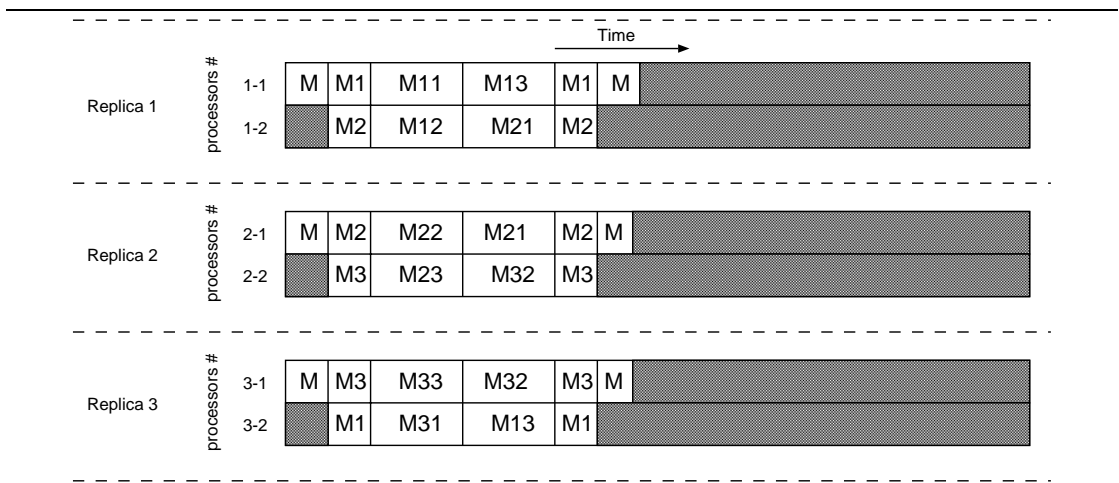 Time
Replica 1
processors #
1-1 M M1 M11 M13 M1 M
1-2 M2 M12 M21 M2
Replica 2
processors #
2-1 M M2 M22 M21 M2 M
2-2 M3 M23 M32 M3
Replica 3
processors #
3-1 M M3 M33 M32 M3 M
3-2 M1 M31 M13 M1